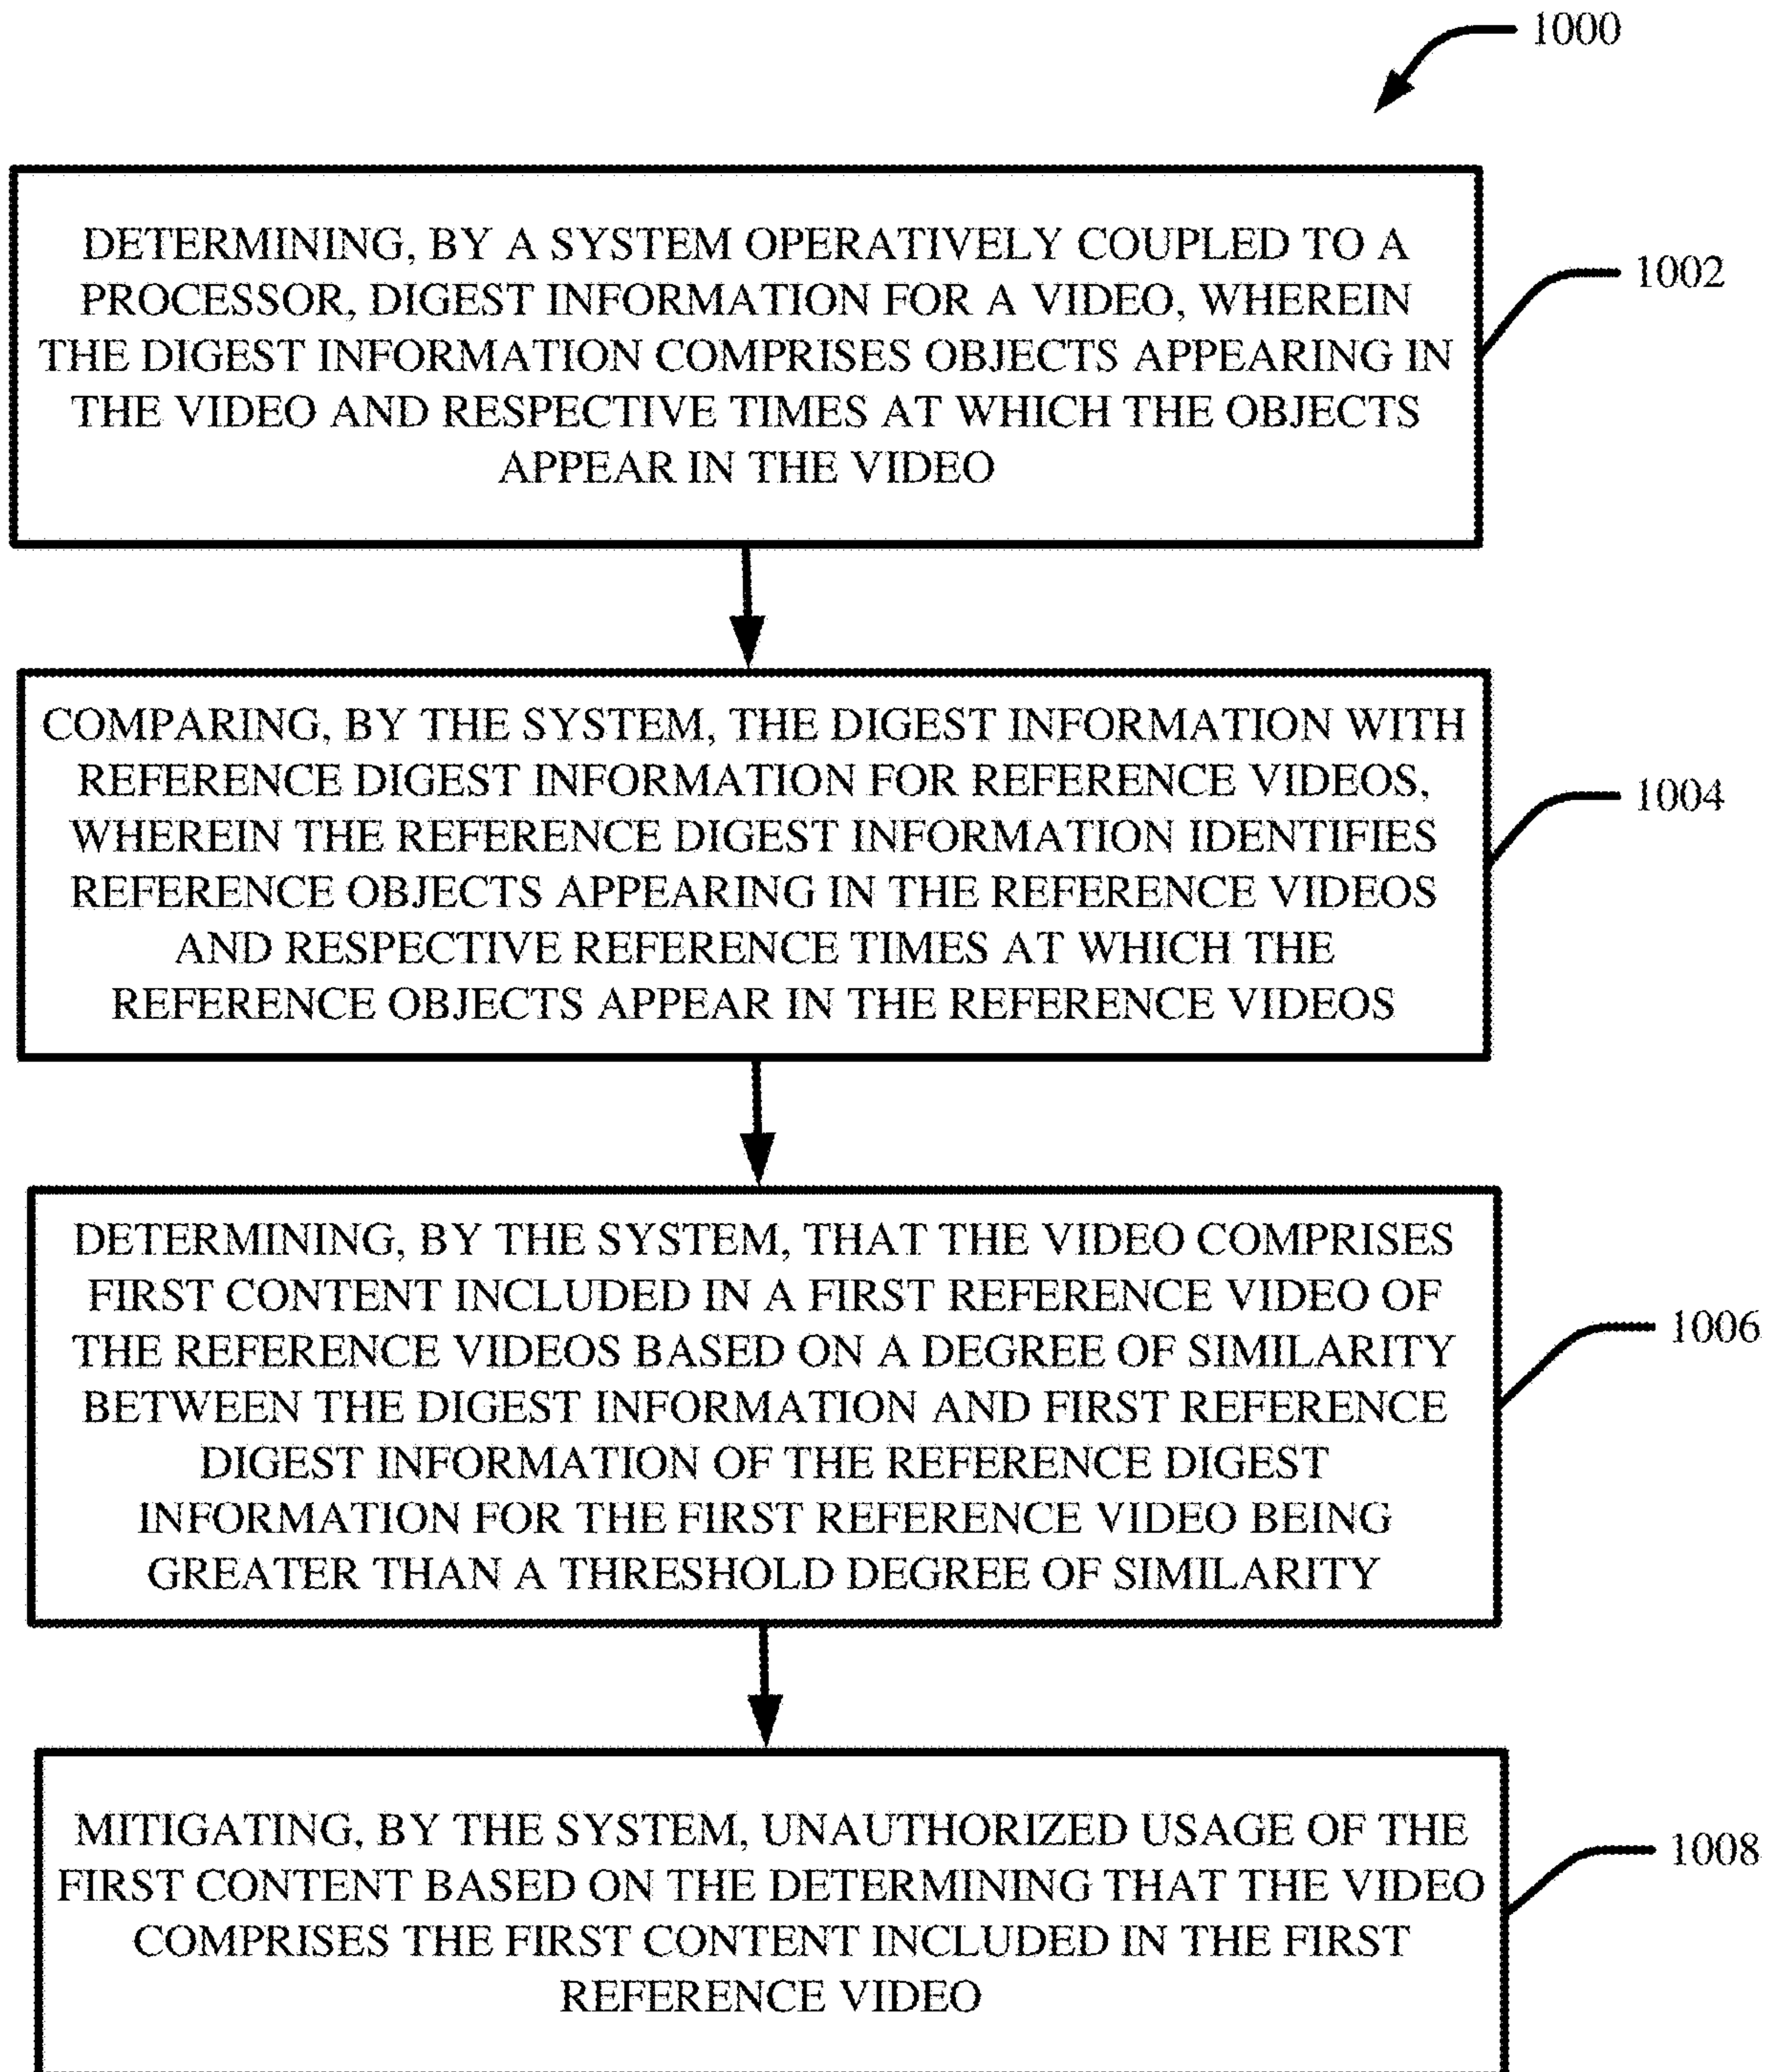 1000
DETERMINING, BY A SYSTEM OPERATIVELY COUPLED TO A
PROCESSOR, DIGEST INFORMATION FOR A VIDEO, WHEREIN
THE DIGEST INFORMATION COMPRISES OBJECTS APPEARING IN
THE VIDEO AND RESPECTIVE TIMES AT WHICH THE OBJECTS
APPEAR IN THE VIDEO
1002
COMPARING, BY THE SYSTEM, THE DIGEST INFORMATION WITH
REFERENCE DIGEST INFORMATION FOR REFERENCE VIDEOS,
WHEREIN THE REFERENCE DIGEST INFORMATION IDENTIFIES
REFERENCE OBJECTS APPEARING IN THE REFERENCE VIDEOS
AND RESPECTIVE REFERENCE TIMES AT WHICH THE
REFERENCE OBJECTS APPEAR IN THE REFERENCE VIDEOS
1004
DETERMINING, BY THE SYSTEM, THAT THE VIDEO COMPRISES
FIRST CONTENT INCLUDED IN A FIRST REFERENCE VIDEO OF
THE REFERENCE VIDEOS BASED ON A DEGREE OF SIMILARITY
BETWEEN THE DIGEST INFORMATION AND FIRST REFERENCE
DIGEST INFORMATION OF THE REFERENCE DIGEST
INFORMATION FOR THE FIRST REFERENCE VIDEO BEING
GREATER THAN A THRESHOLD DEGREE OF SIMILARITY
1006
MITIGATING, BY THE SYSTEM, UNAUTHORIZED USAGE OF THE
FIRST CONTENT BASED ON THE DETERMINING THAT THE VIDEO
COMPRISES THE FIRST CONTENT INCLUDED IN THE FIRST
REFERENCE VIDEO
1008